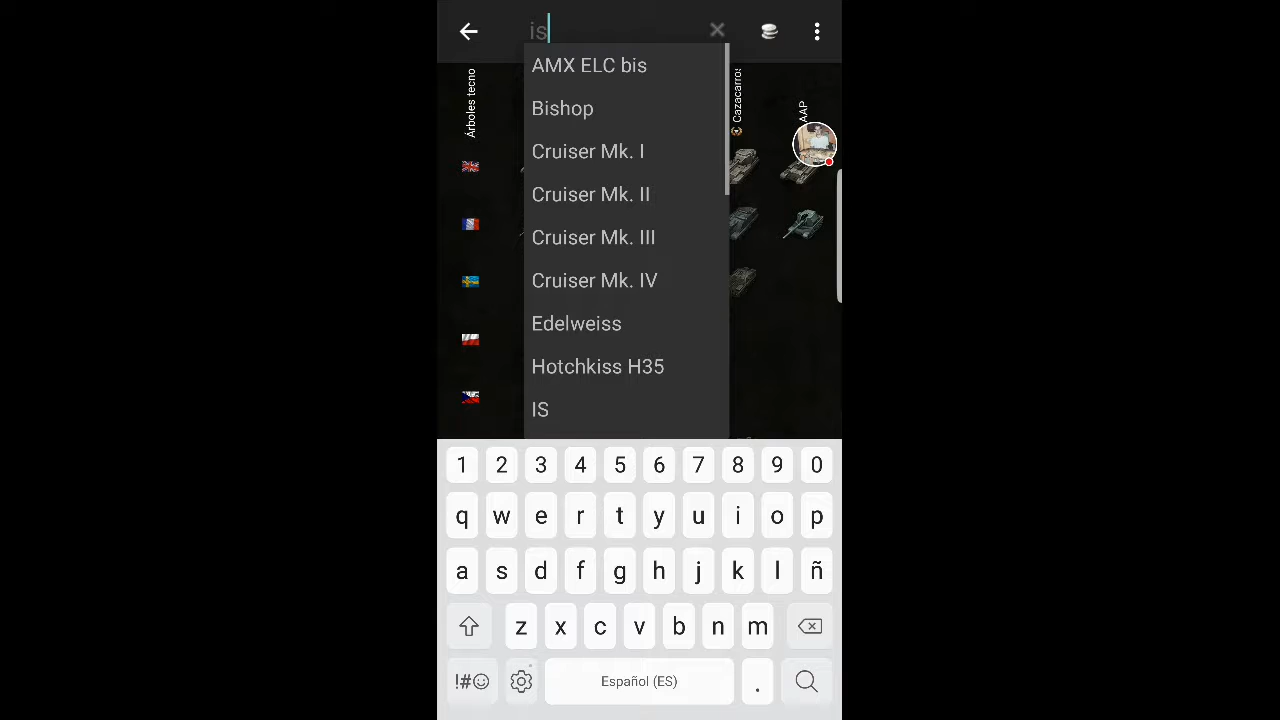 is
AMX ELC bis
Bishop
Cruiser Mk. I
Cruiser Mk. II
Cruiser Mk. III
Cruiser Mk. IV
Edelweiss
Hotchkiss H35
IS
Árboles tecno
Cazacarros
AAP
1 2 3 4 5 6 7 8 9 0
q w e r t y u i o p
a s d f g h j k l ñ
z x c v b n m
!#☺ Español (ES) .